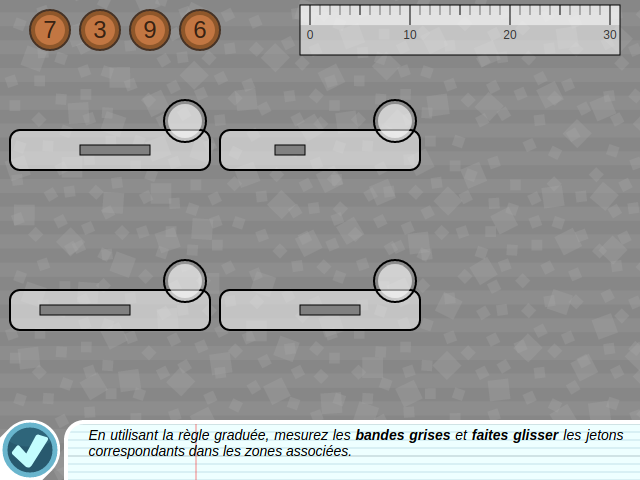 7 3 9 6
0 10 20 30
En utilisant la règle graduée, mesurez les bandes grises et faites glisser les jetons
correspondants dans les zones associées.